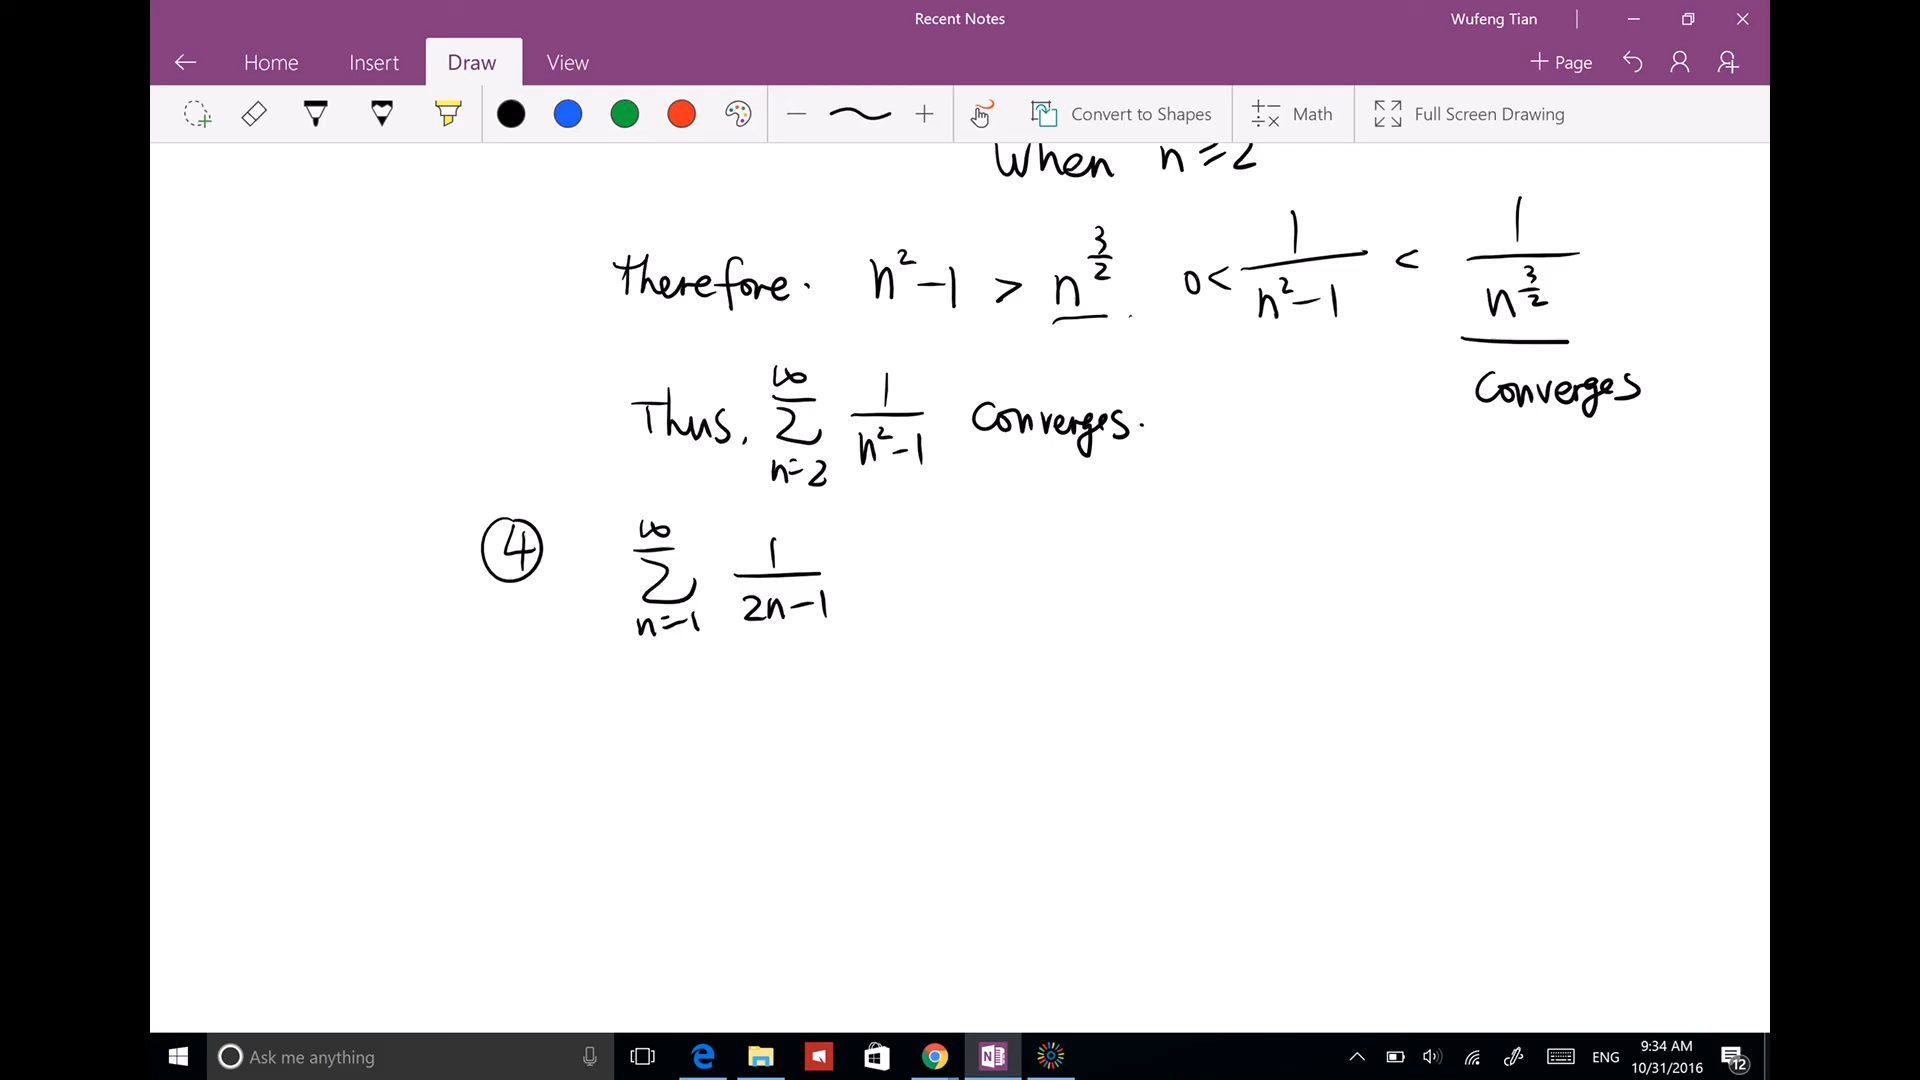 Recent Notes
Wufeng Tian
Home Insert Draw View
+ Page
Convert to Shapes
Math
Full Screen Drawing
When n = 2
therefore. n² - 1 > n^{3/2} . 0 < 1/(n² - 1) < 1/n^{3/2}
Converges
Thus, ∞∑n=2 1/(n² - 1) Converges.
④ ∞∑n=1 1/(2n - 1)
Ask me anything
ENG
9:34 AM
10/31/2016
12